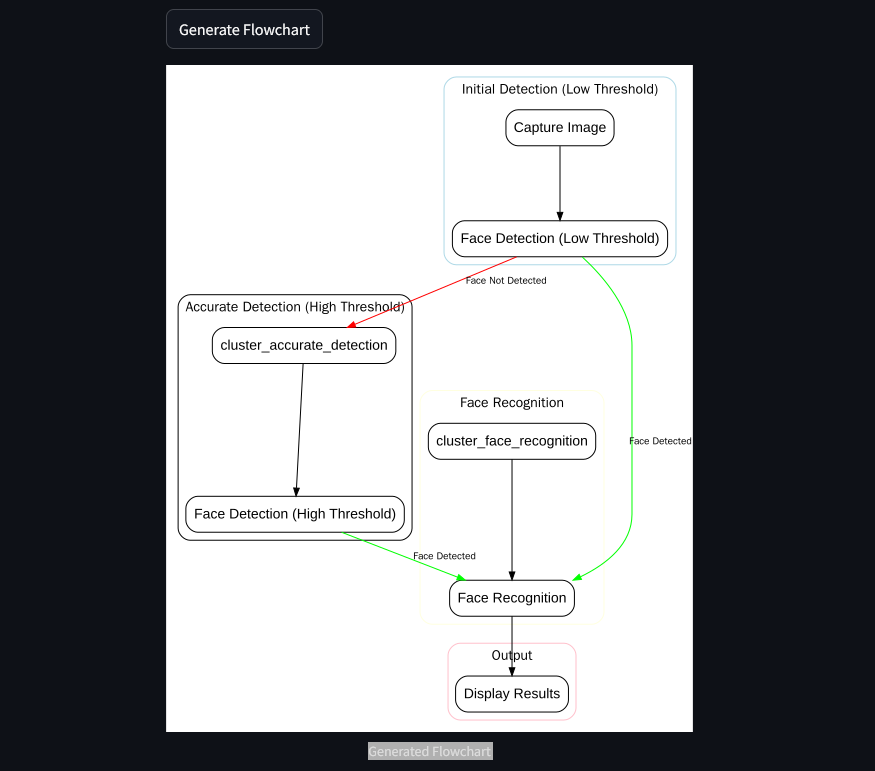 Generate Flowchart
Initial Detection (Low Threshold)
Capture Image
Face Detection (Low Threshold)
Face Not Detected
Accurate Detection (High Threshold)
cluster_accurate_detection
Face Recognition
cluster_face_recognition
Face Detected
Face Detection (High Threshold)
Face Detected
Face Recognition
Output
Display Results
Generated Flowchart